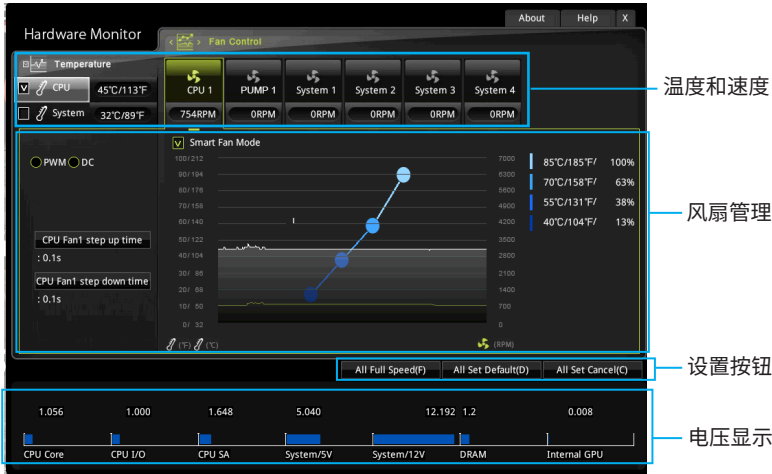 About Help X
Hardware Monitor
Fan Control
Temperature
CPU 45℃/113℉
System 32℃/89℉
CPU 1 PUMP 1 System 1 System 2 System 3 System 4
754RPM 0RPM 0RPM 0RPM 0RPM 0RPM
温度和速度
Smart Fan Mode
PWM DC
CPU Fan1 step up time
: 0.1s
CPU Fan1 step down time
: 0.1s
100/212 7000
90/194 6300
80/176 5600
70/158 4900
60/140 4200
50/122 3500
40/104 2800
30/ 86 2100
20/ 68 1400
10/ 50 700
0/ 32 0
(℉) (℃) (RPM)
85℃/185℉/ 100%
70℃/158℉/ 63%
55℃/131℉/ 38%
40℃/104℉/ 13%
风扇管理
All Full Speed(F) All Set Default(D) All Set Cancel(C)
设置按钮
1.056 1.000 1.648 5.040 12.192 1.2 0.008
CPU Core CPU I/O CPU SA System/5V System/12V DRAM Internal GPU
电压显示